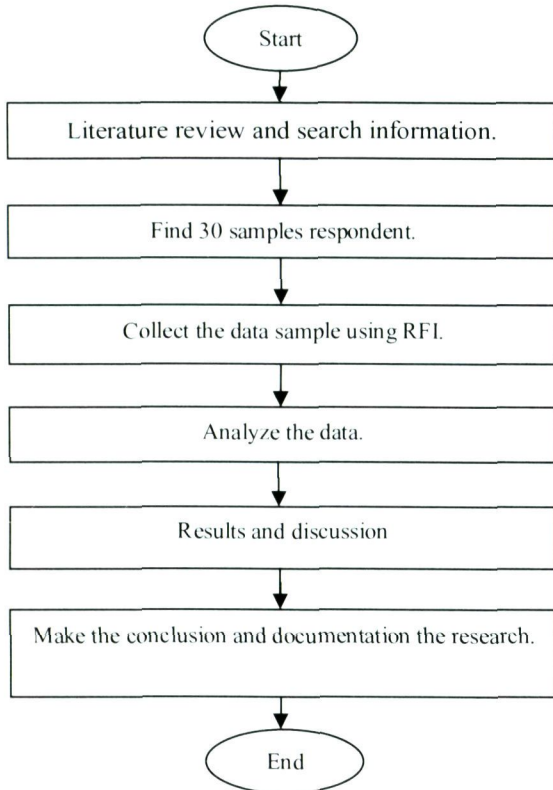 Start
Literature review and search information.
Find 30 samples respondent.
Collect the data sample using RFI.
Analyze the data.
Results and discussion
Make the conclusion and documentation the research.
End